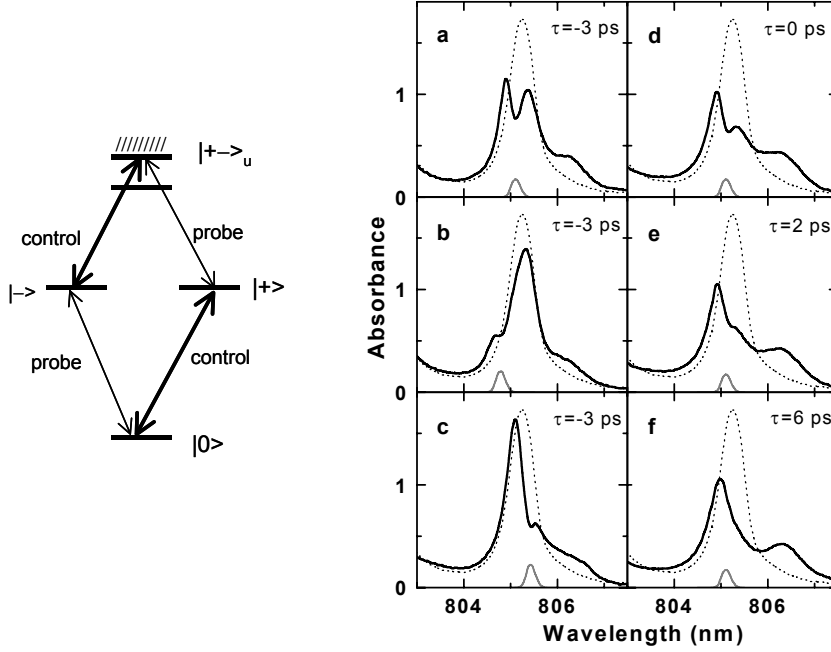 |+−>u
control
probe
|−>
|+>
probe
control
|0>
a
τ=-3 ps
d
τ=0 ps
1
0
b
τ=-3 ps
e
τ=2 ps
1
0
c
τ=-3 ps
f
τ=6 ps
1
0
Absorbance
804
806
804
806
Wavelength (nm)